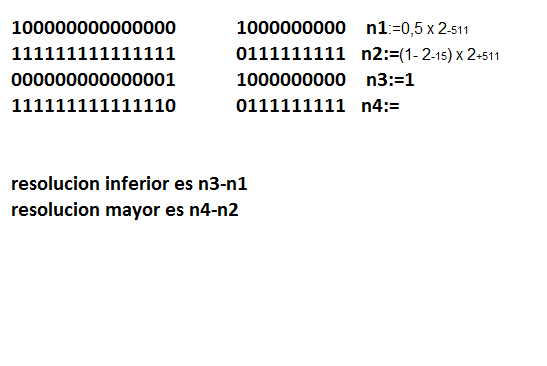 100000000000000 1000000000 n1:=0,5 x 2-511
111111111111111 0111111111 n2:=(1- 2-15) x 2+511
000000000000001 1000000000 n3:=1
111111111111110 0111111111 n4:=
resolucion inferior es n3-n1
resolucion mayor es n4-n2